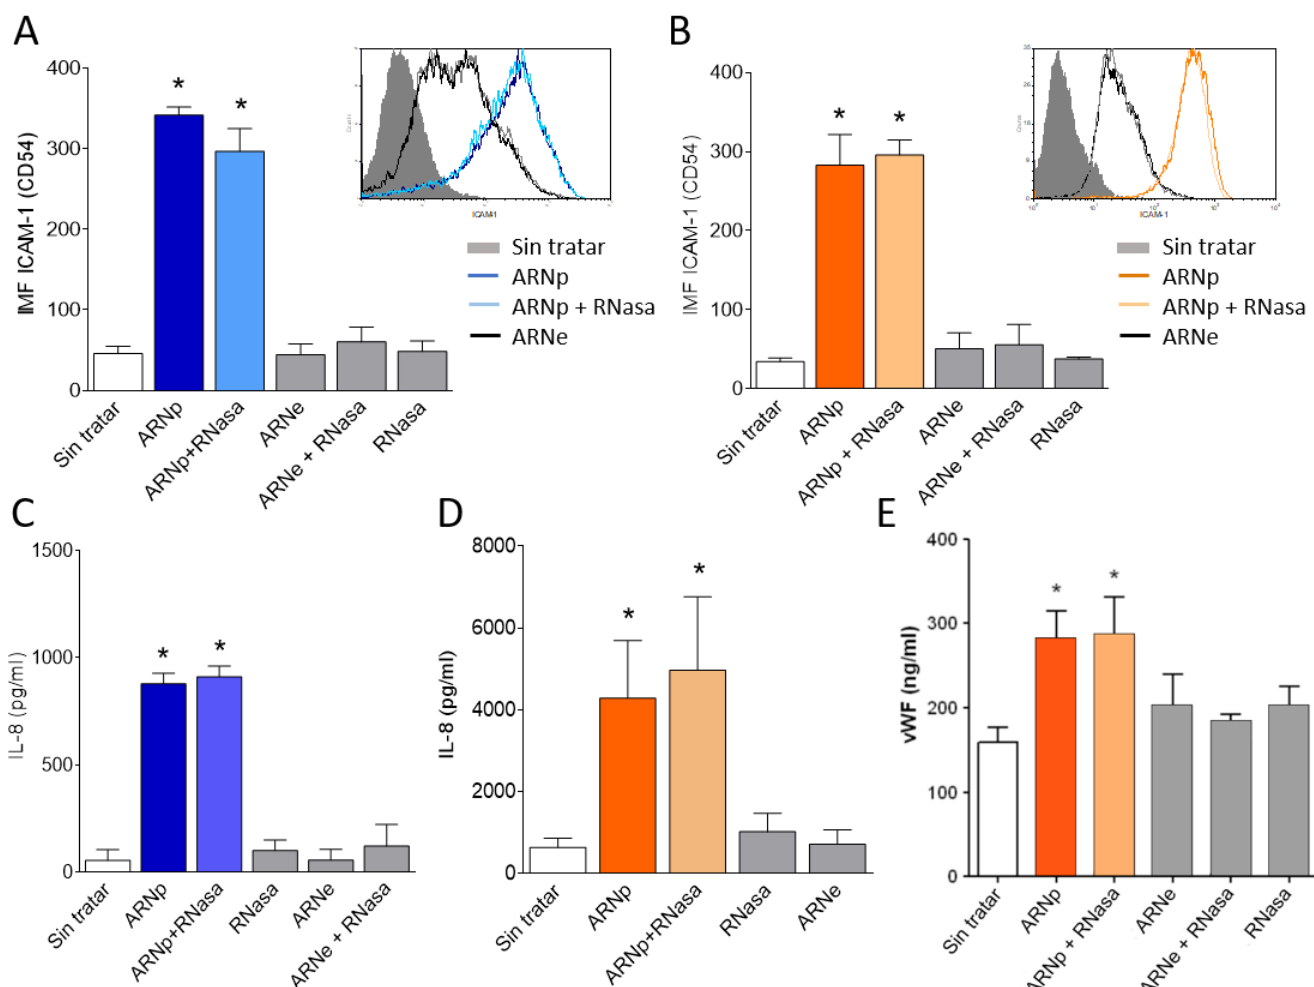 A
IMF ICAM-1 (CD54)
400
300
200
100
0
*
*
Sin tratar
ARNp
ARNp+RNasa
ARNe
ARNe + RNasa
RNasa
ICAM-1
Sin tratar
ARNp
ARNp + RNasa
ARNe
B
IMF ICAM-1 (CD54)
400
300
200
100
0
*
*
Sin tratar
ARNp
ARNp + RNasa
ARNe
ARNe + RNasa
RNasa
ICAM-1
Sin tratar
ARNp
ARNp + RNasa
ARNe
C
IL-8 (pg/ml)
1500
1000
500
0
*
*
Sin tratar
ARNp
ARNp+RNasa
RNasa
ARNe
ARNe + RNasa
D
IL-8 (pg/ml)
8000
6000
4000
2000
0
*
*
Sin tratar
ARNp
ARNp+RNasa
RNasa
ARNe
E
vWF (ng/ml)
400
300
200
100
0
*
*
Sin tratar
ARNp
ARNp + RNasa
ARNe
ARNe + RNasa
RNasa